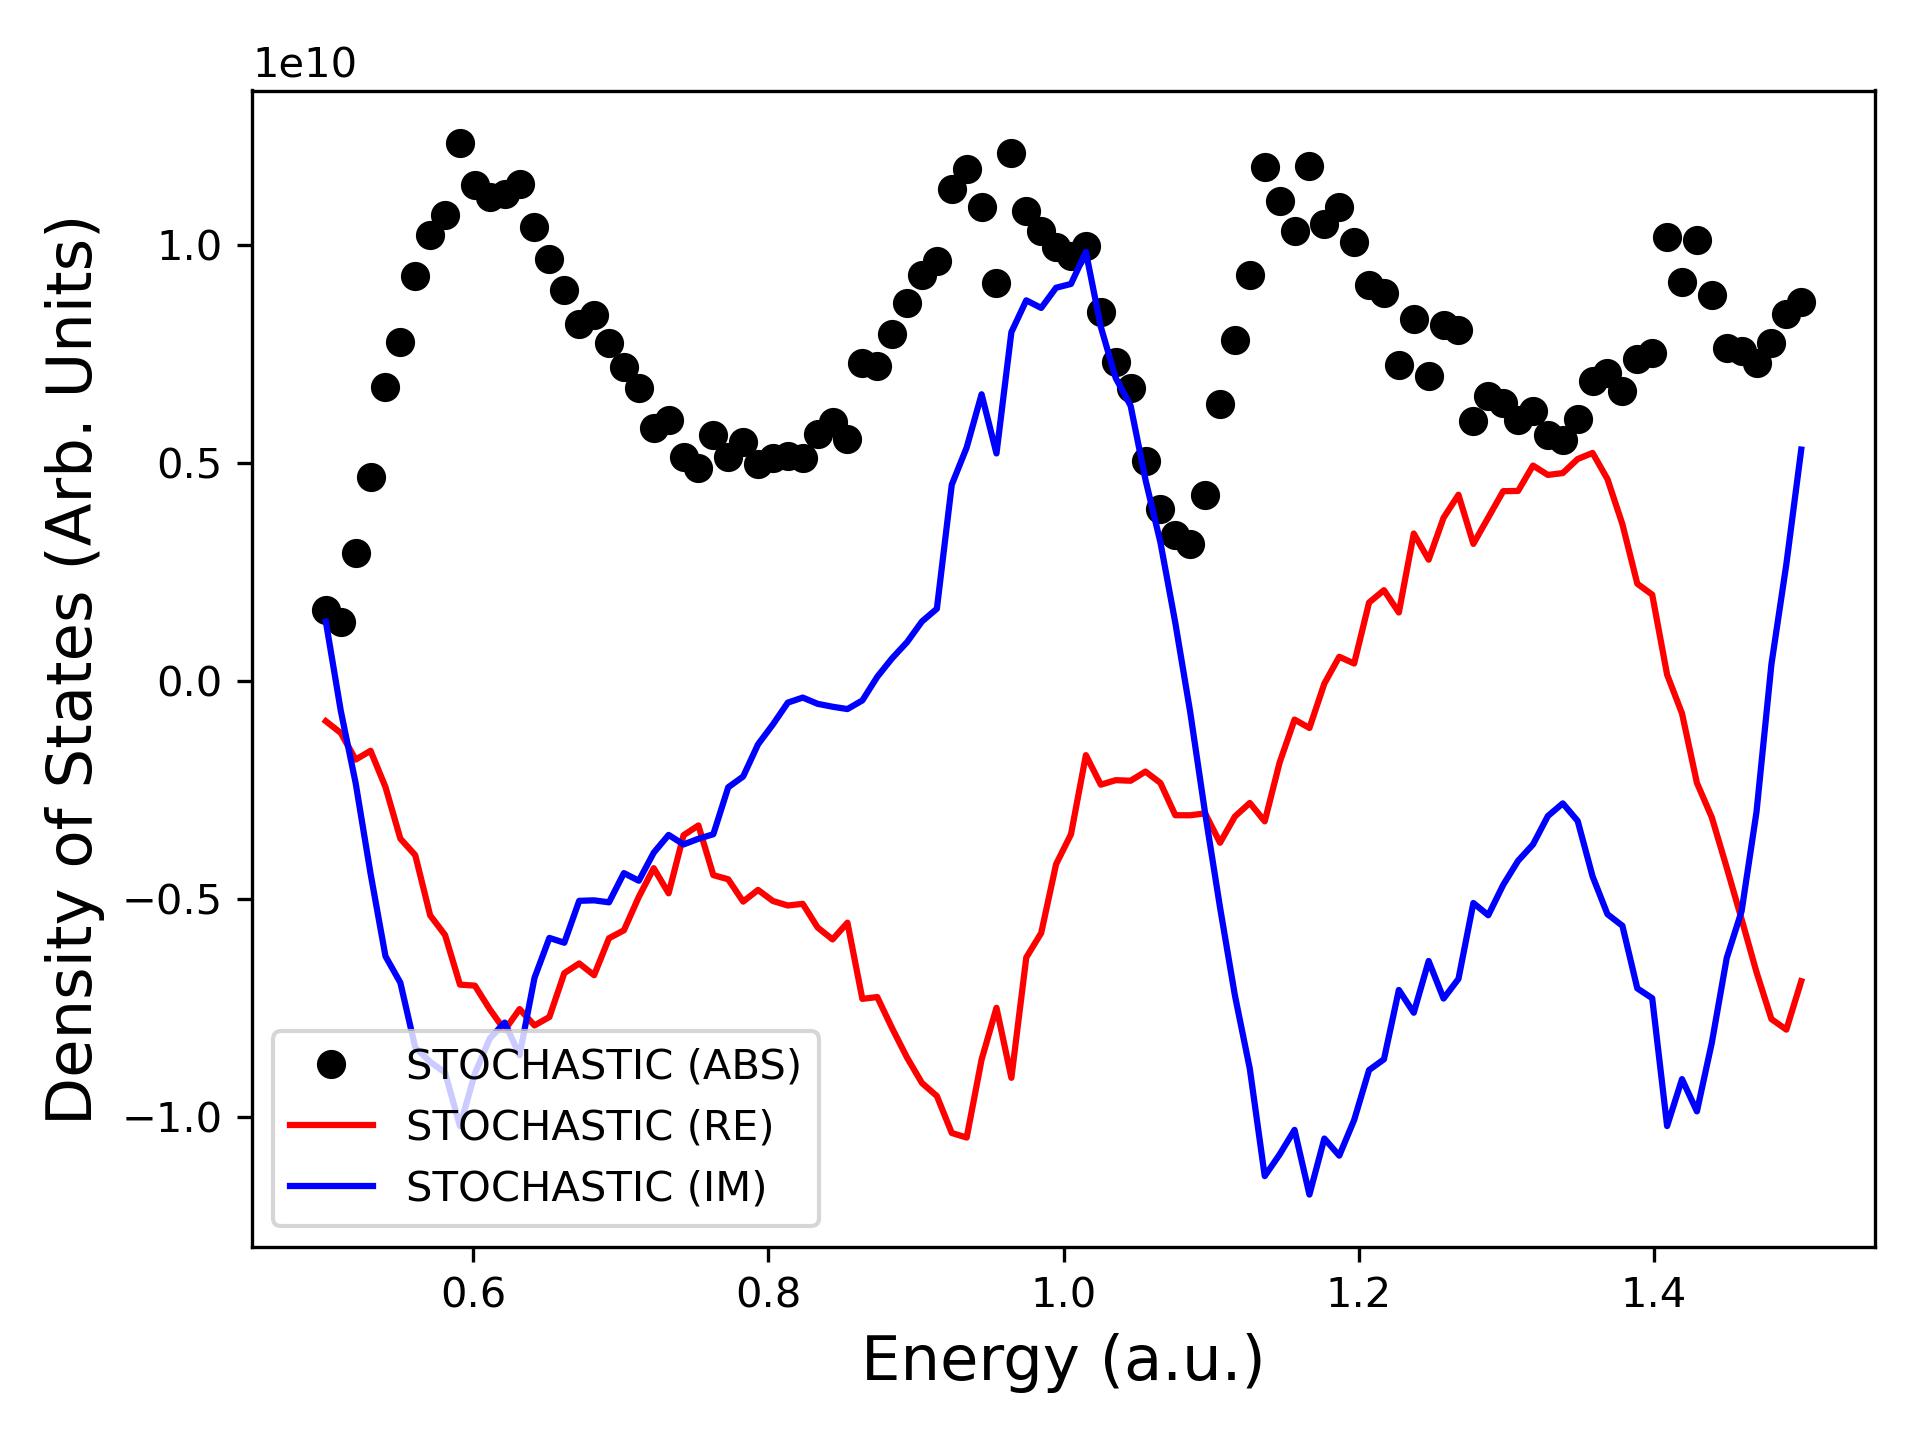 1e10
1.0
0.5
0.0
−0.5
−1.0
Density of States (Arb. Units)
STOCHASTIC (ABS)
STOCHASTIC (RE)
STOCHASTIC (IM)
0.6 0.8 1.0 1.2 1.4
Energy (a.u.)